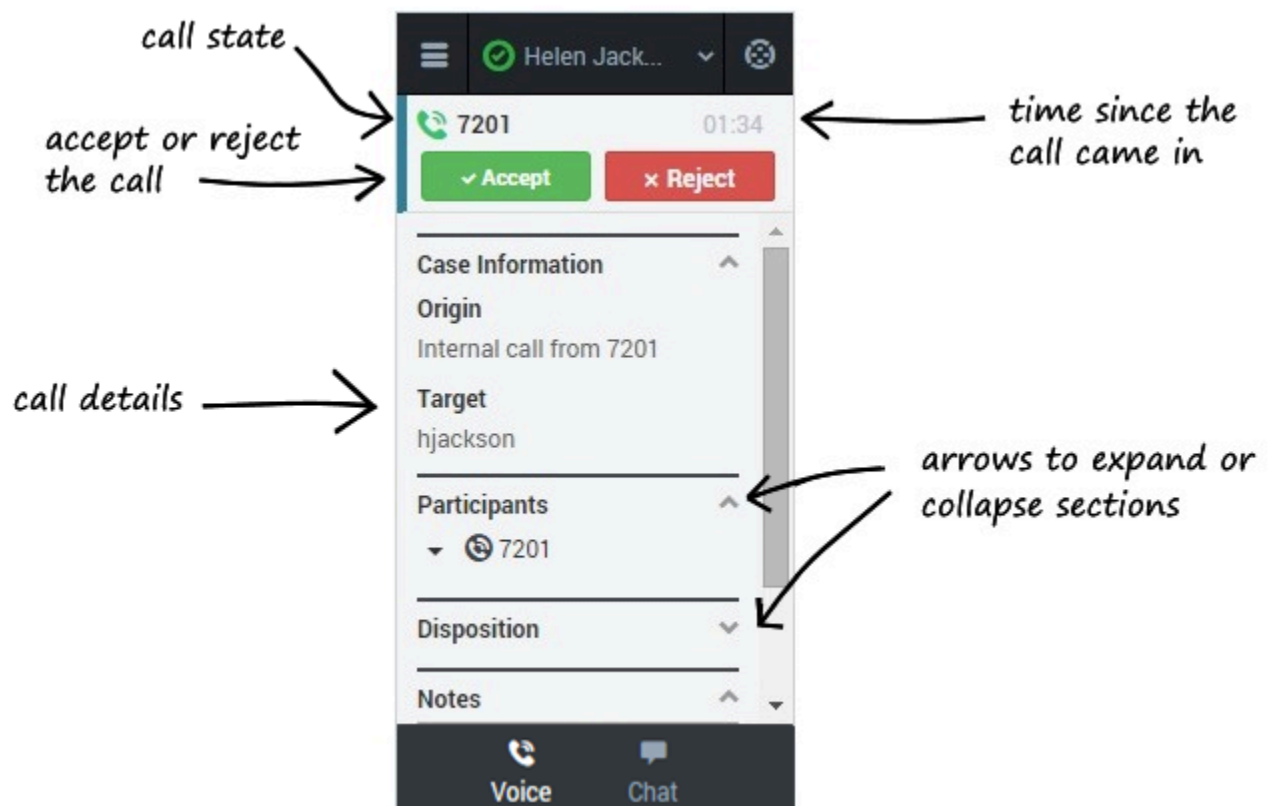 call state
Helen Jack...
7201
01:34
time since the
call came in
accept or reject
the call
Accept
Reject
Case Information
Origin
Internal call from 7201
call details
Target
hjackson
Participants
7201
arrows to expand or
collapse sections
Disposition
Notes
Voice
Chat